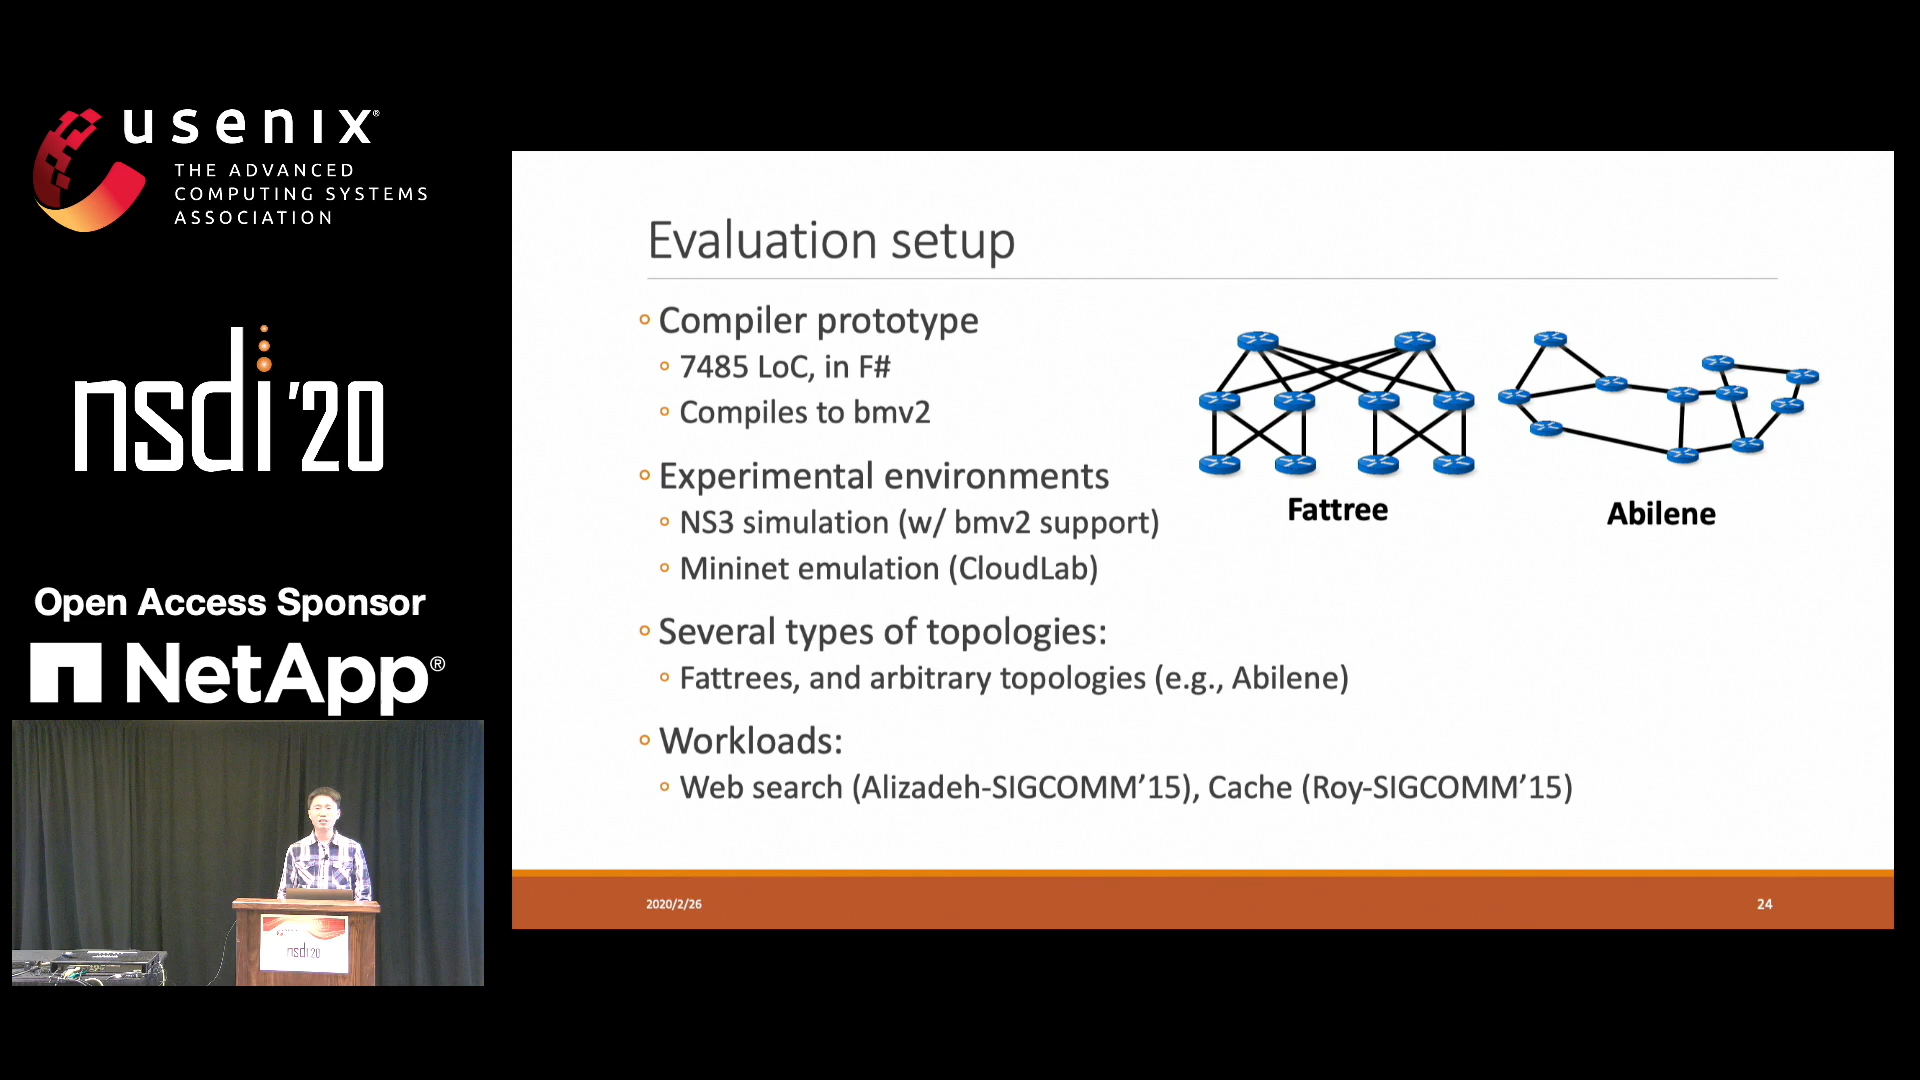 usenix®
THE ADVANCED
COMPUTING SYSTEMS
ASSOCIATION
nsdi '20
Open Access Sponsor
NetApp®
nsdi 20
Evaluation setup
Compiler prototype
7485 LoC, in F#
Compiles to bmv2
Experimental environments
NS3 simulation (w/ bmv2 support)
Mininet emulation (CloudLab)
Several types of topologies:
Fattrees, and arbitrary topologies (e.g., Abilene)
Workloads:
Web search (Alizadeh-SIGCOMM’15), Cache (Roy-SIGCOMM’15)
Fattree
Abilene
2020/2/26
24